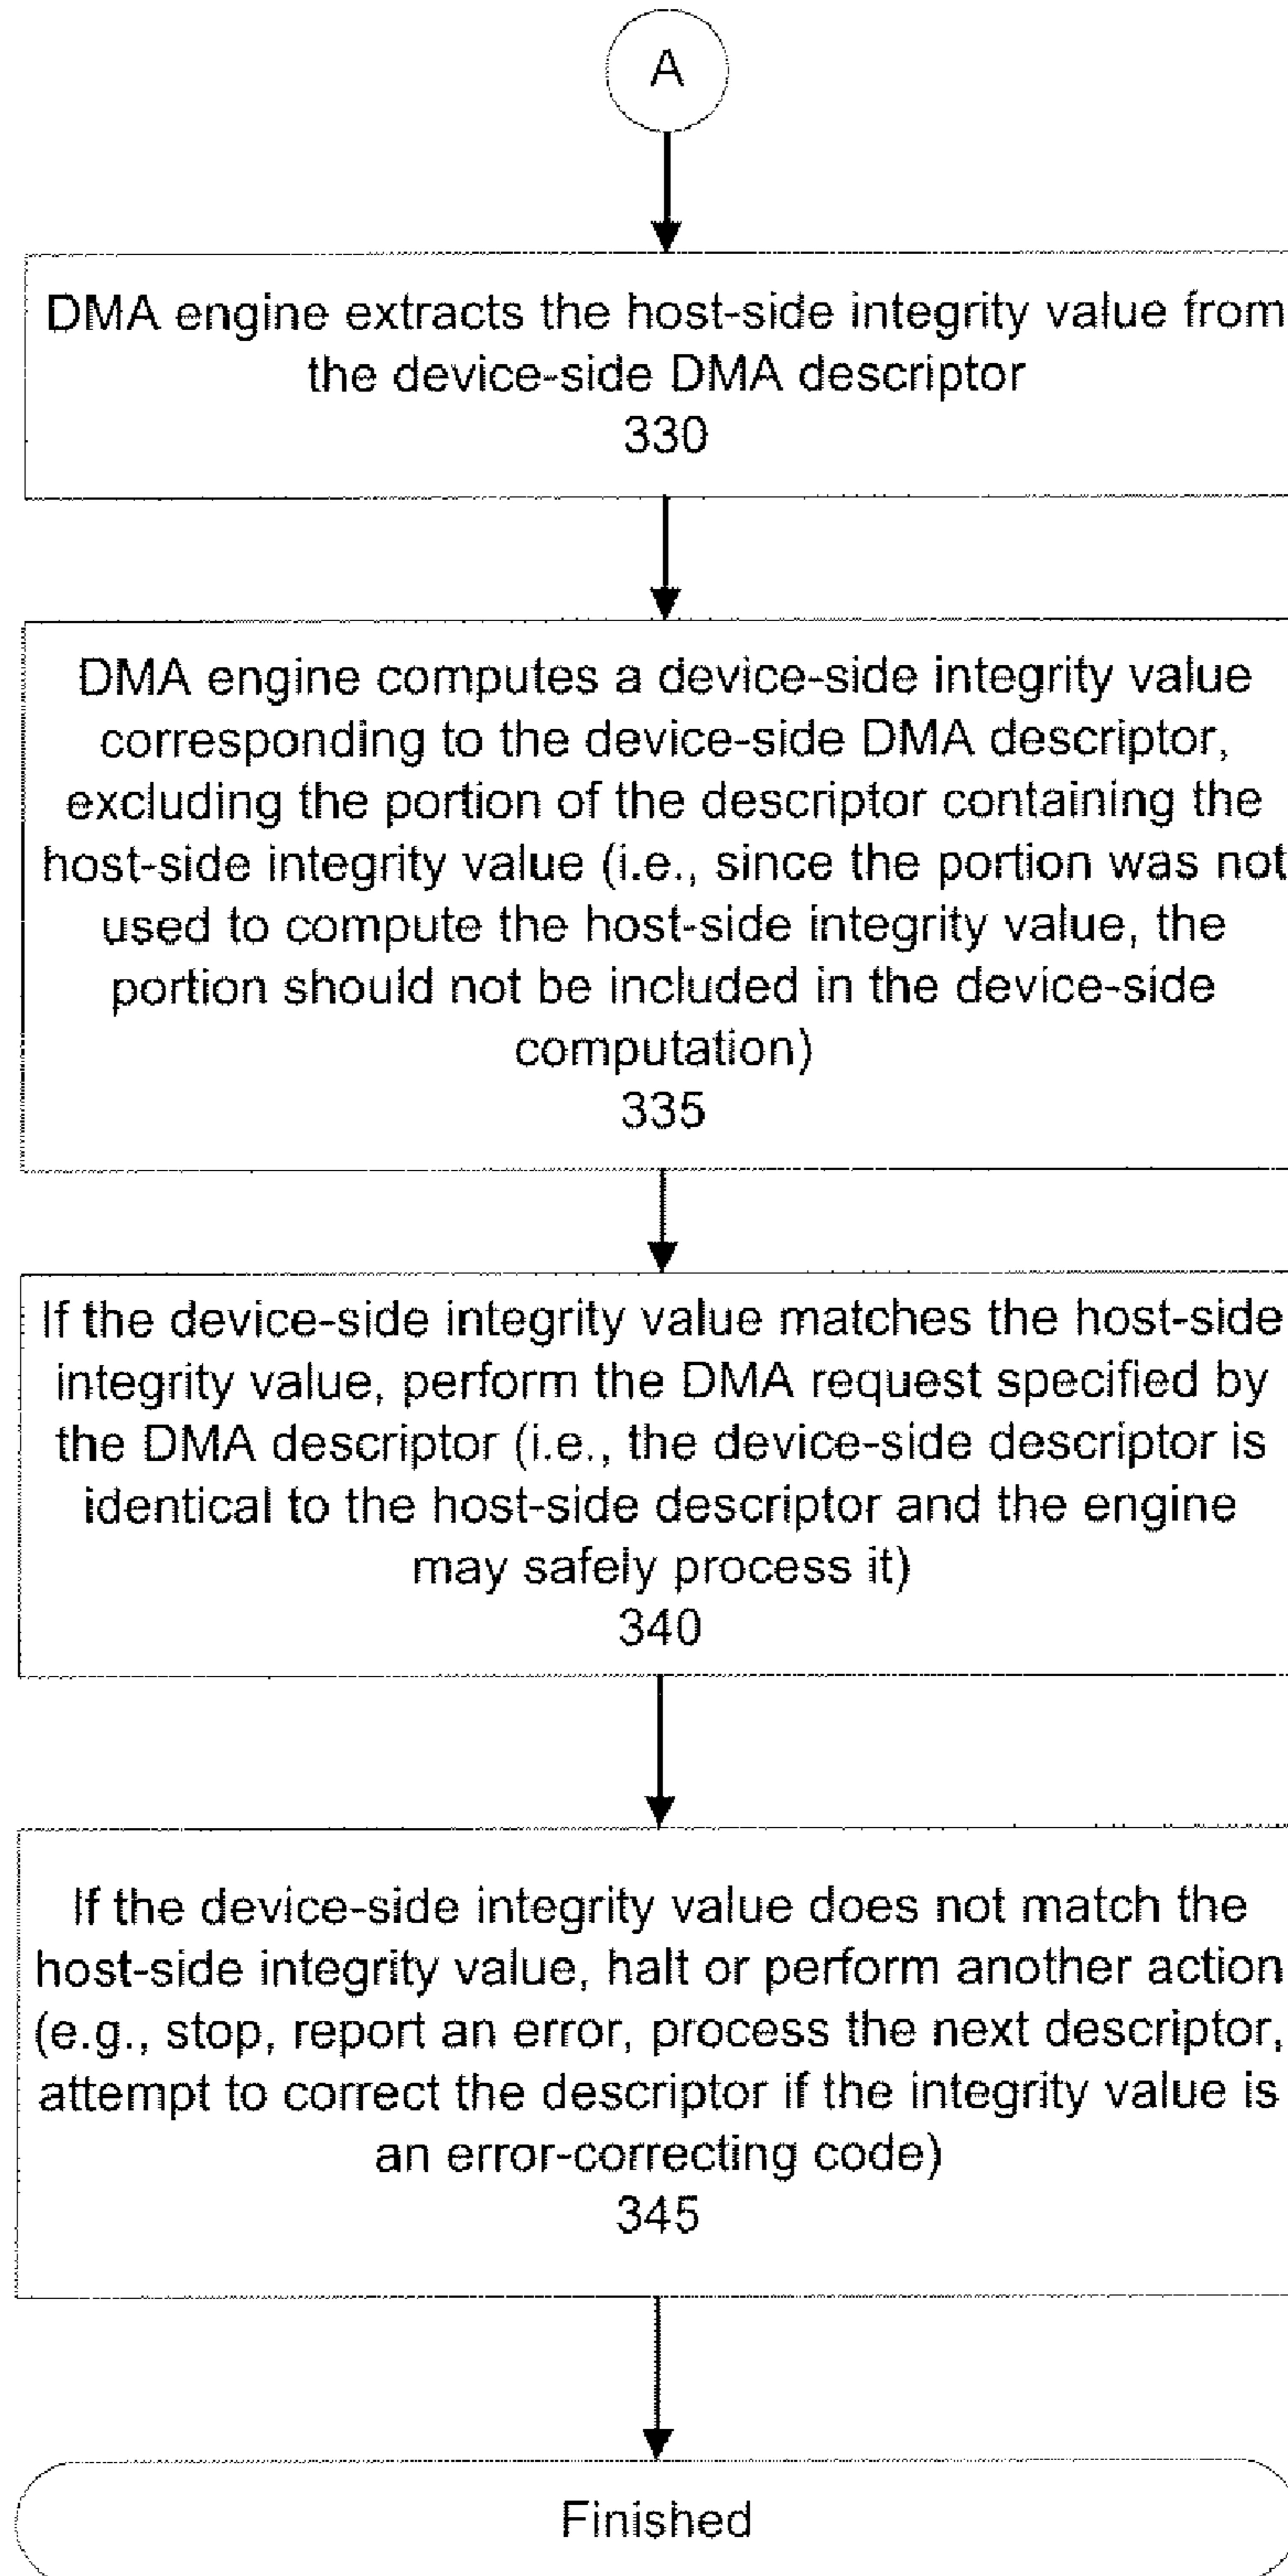 A
DMA engine extracts the host-side integrity value from
the device-side DMA descriptor
330
DMA engine computes a device-side integrity value
corresponding to the device-side DMA descriptor,
excluding the portion of the descriptor containing the
host-side integrity value (i.e., since the portion was not
used to compute the host-side integrity value, the
portion should not be included in the device-side
computation)
335
If the device-side integrity value matches the host-side
integrity value, perform the DMA request specified by
the DMA descriptor (i.e., the device-side descriptor is
identical to the host-side descriptor and the engine
may safely process it)
340
If the device-side integrity value does not match the
host-side integrity value, halt or perform another action
(e.g., stop, report an error, process the next descriptor,
attempt to correct the descriptor if the integrity value is
an error-correcting code)
345
Finished